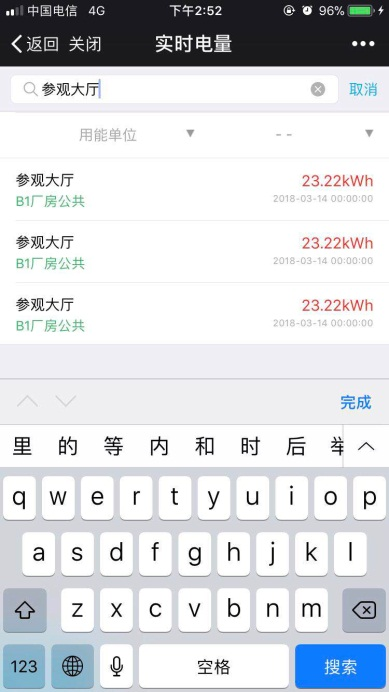 中国电信 4G 下午2:52 96%
返回 关闭 实时电量
参观大厅 取消
用能单位 --
参观大厅 23.22kWh
B1厂房公共 2018-03-14 00:00:00
参观大厅 23.22kWh
B1厂房公共 2018-03-14 00:00:00
参观大厅 23.22kWh
B1厂房公共 2018-03-14 00:00:00
完成
里 的 等 内 和 时 后
q w e r t y u i o p
a s d f g h j k l
z x c v b n m
123 空格 搜索